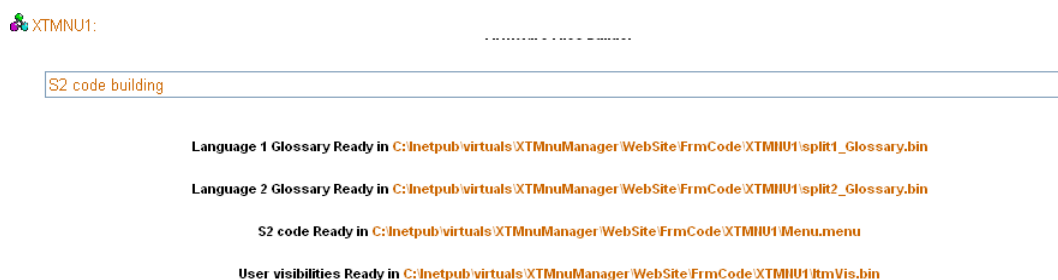 XTMNU1:
S2 code building
Language 1 Glossary Ready in C:\Inetpub\virtuals\XTMnuManager\WebSite\FrmCode\XTMNU1\split1_Glossary.bin
Language 2 Glossary Ready in C:\Inetpub\virtuals\XTMnuManager\WebSite\FrmCode\XTMNU1\split2_Glossary.bin
S2 code Ready in C:\Inetpub\virtuals\XTMnuManager\WebSite\FrmCode\XTMNU1\Menu.menu
User visibilities Ready in C:\Inetpub\virtuals\XTMnuManager\WebSite\FrmCode\XTMNU1\ItmVis.bin